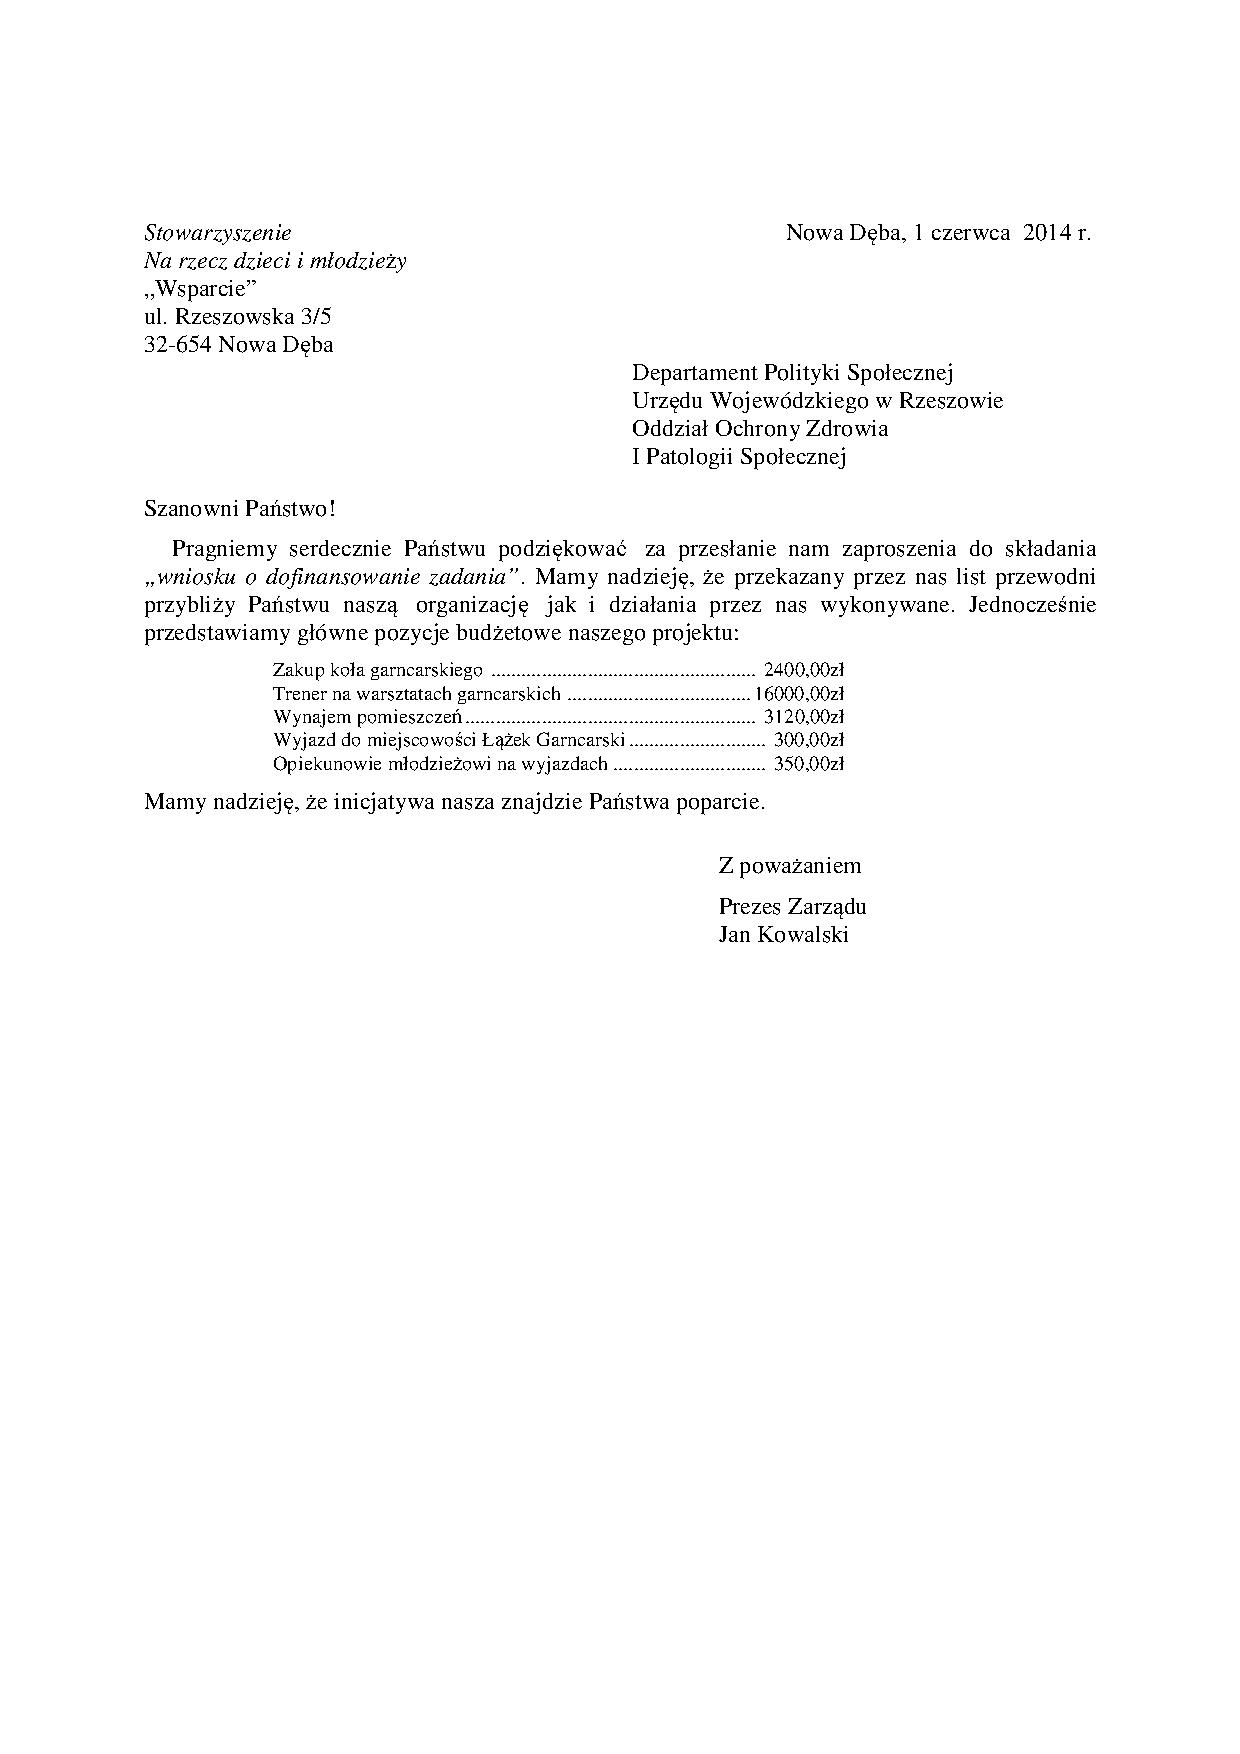 Stowarzyszenie Nowa Dęba, 1 czerwca 2014 r.
Na rzecz dzieci i młodzieży
„Wsparcie”
ul. Rzeszowska 3/5
32-654 Nowa Dęba
Departament Polityki Społecznej
Urzędu Wojewódzkiego w Rzeszowie
Oddział Ochrony Zdrowia
I Patologii Społecznej
Szanowni Państwo!
Pragniemy serdecznie Państwu podziękować za przesłanie nam zaproszenia do składania
„wniosku o dofinansowanie zadania”. Mamy nadzieję, że przekazany przez nas list przewodni
przybliży Państwu naszą organizację jak i działania przez nas wykonywane. Jednocześnie
przedstawiamy główne pozycje budżetowe naszego projektu:
Zakup koła garncarskiego .................................................... 2400,00zł
Trener na warsztatach garncarskich .................................... 16000,00zł
Wynajem pomieszczeń ......................................................... 3120,00zł
Wyjazd do miejscowości Łążek Garncarski ........................... 300,00zł
Opiekunowie młodzieżowi na wyjazdach .............................. 350,00zł
Mamy nadzieję, że inicjatywa nasza znajdzie Państwa poparcie.
Z poważaniem
Prezes Zarządu
Jan Kowalski